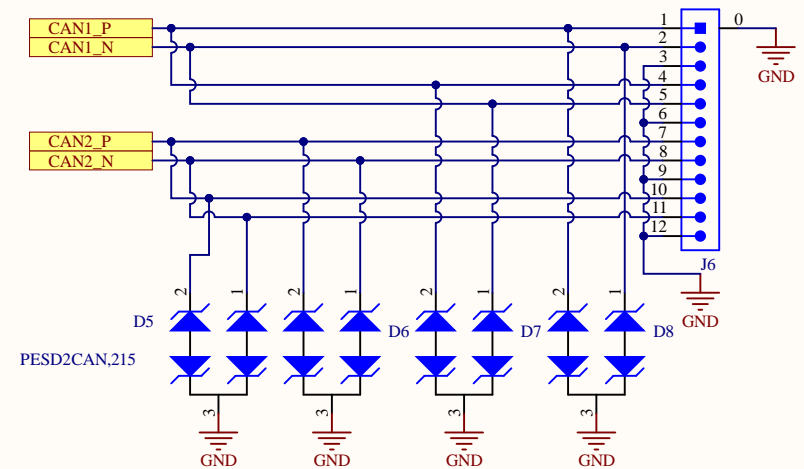 CAN1_P
CAN1_N
CAN2_P
CAN2_N
1
2
3
4
5
6
7
8
9
10
11
12
0
GND
J6
GND
2 1 2 1 2 1 2 1
D5 D6 D7 D8
PESD2CAN,215
3 3 3 3
GND GND GND GND